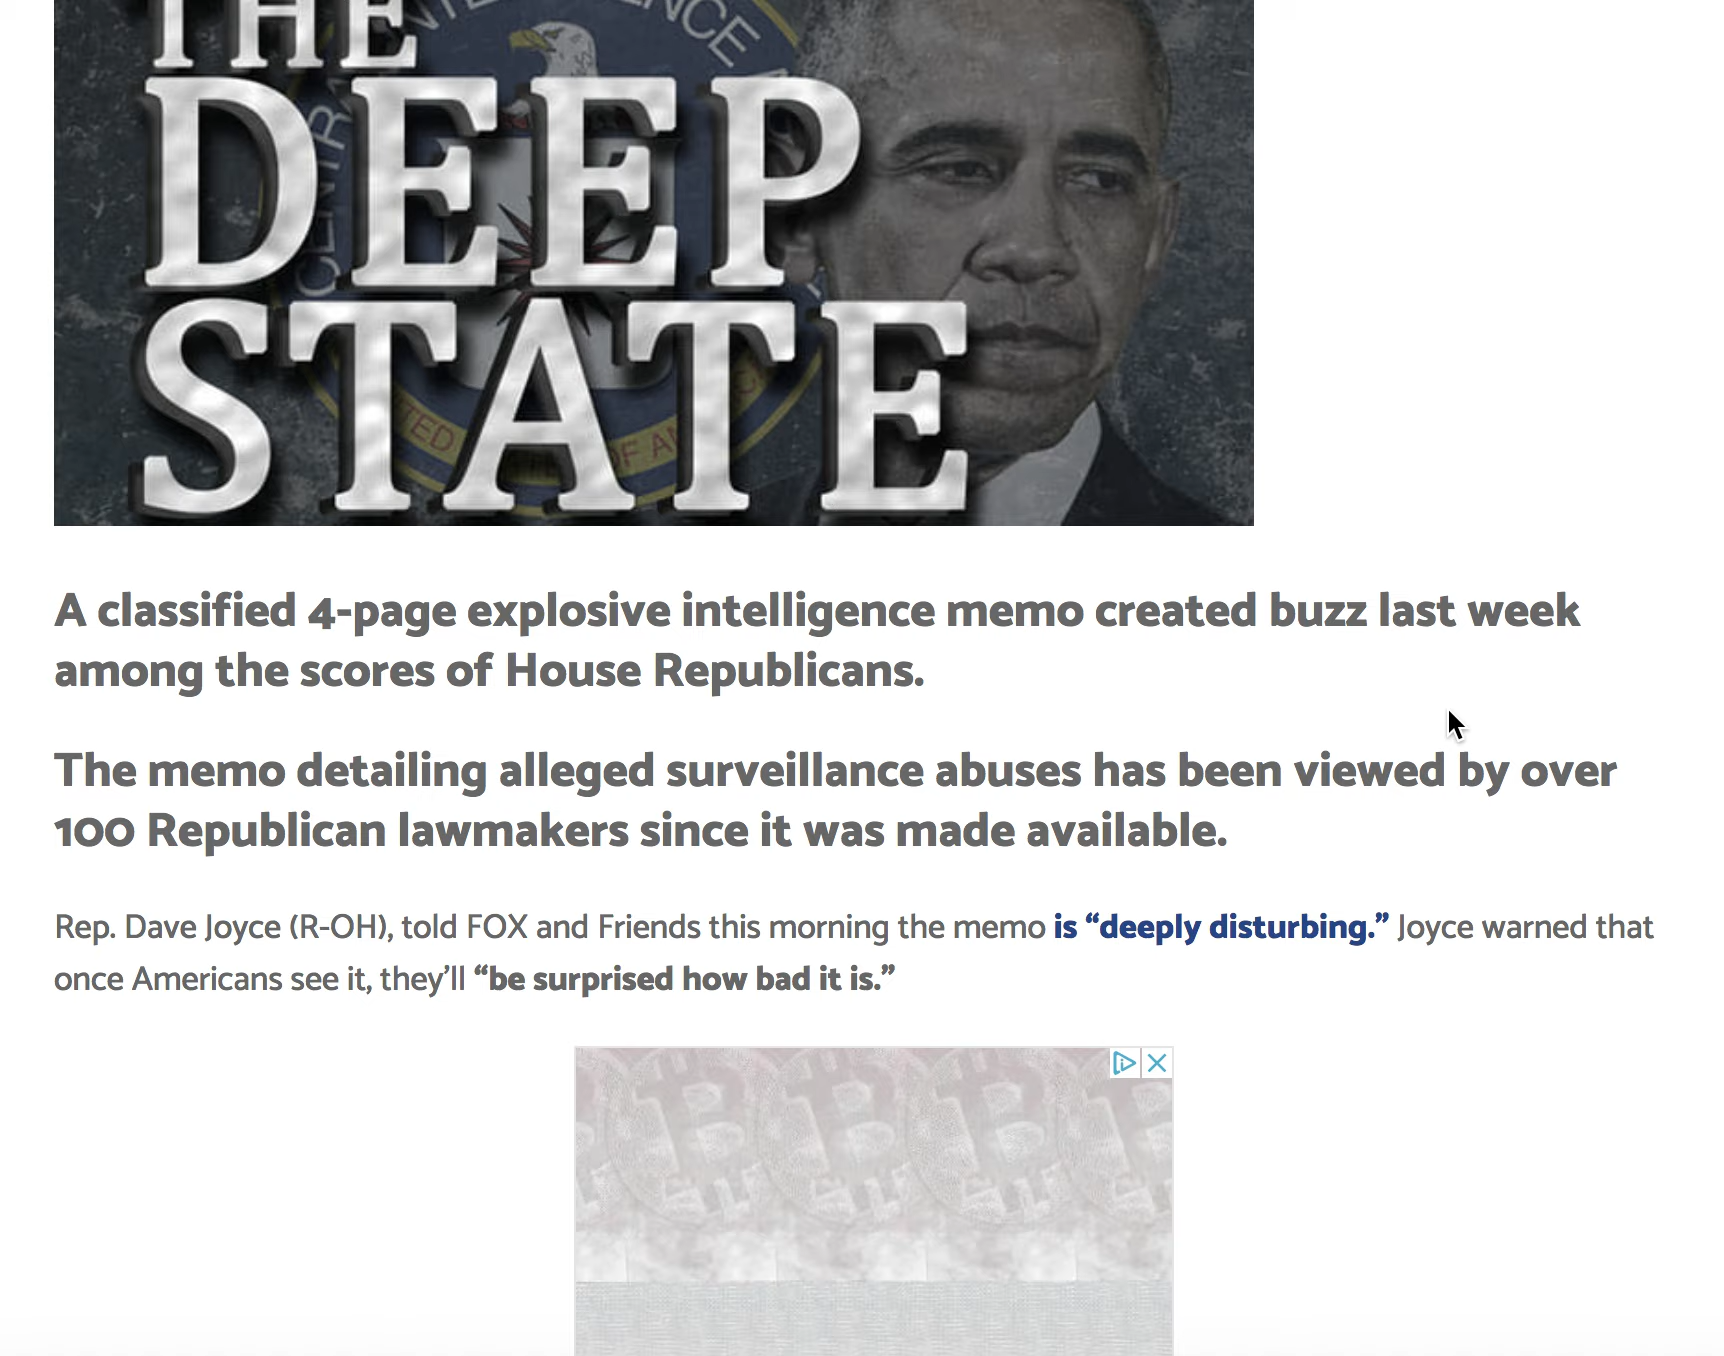 THE
DEEP
STATE
A classified 4-page explosive intelligence memo created buzz last week
among the scores of House Republicans.
The memo detailing alleged surveillance abuses has been viewed by over
100 Republican lawmakers since it was made available.
Rep. Dave Joyce (R-OH), told FOX and Friends this morning the memo is “deeply disturbing.” Joyce warned that
once Americans see it, they’ll “be surprised how bad it is.”